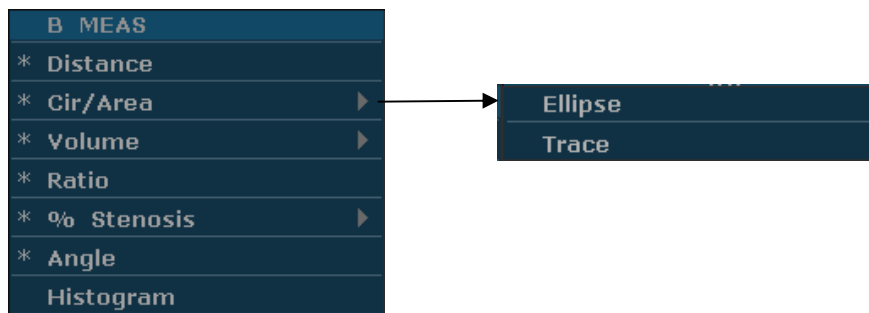 B MEAS
* Distance
* Cir/Area
* Volume
* Ratio
* % Stenosis
* Angle
Histogram
Ellipse
Trace